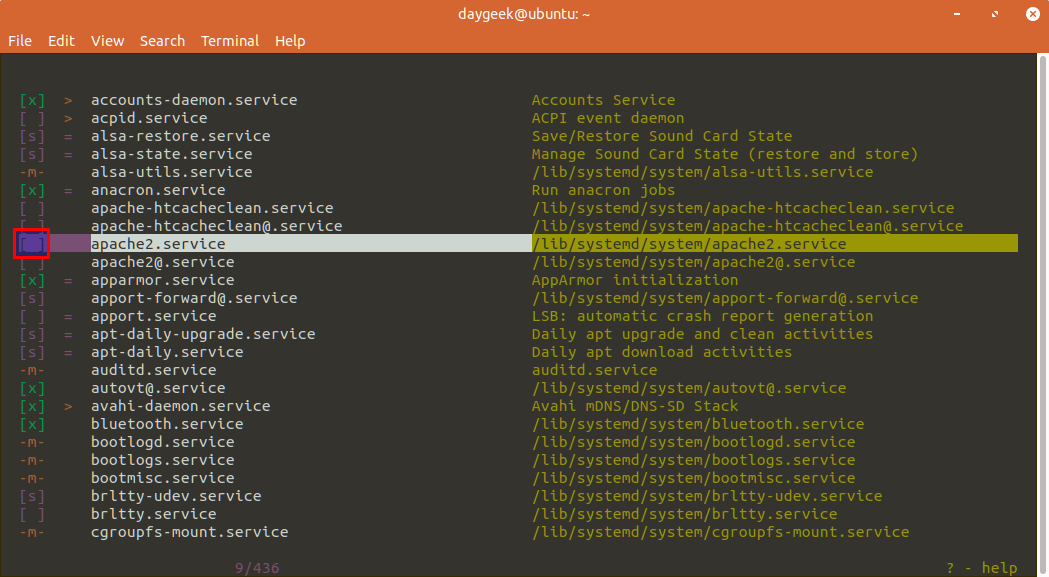 daygeek@ubuntu: ~
File Edit View Search Terminal Help
[x] > accounts-daemon.service Accounts Service
[ ] > acpid.service ACPI event daemon
[s] = alsa-restore.service Save/Restore Sound Card State
[s] = alsa-state.service Manage Sound Card State (restore and store)
-m- alsa-utils.service /lib/systemd/system/alsa-utils.service
[x] = anacron.service Run anacron jobs
[ ] apache-htcacheclean.service /lib/systemd/system/apache-htcacheclean.service
[ ] apache-htcacheclean@.service /lib/systemd/system/apache-htcacheclean@.service
[ ] apache2.service /lib/systemd/system/apache2.service
[ ] apache2@.service /lib/systemd/system/apache2@.service
[x] = apparmor.service AppArmor initialization
[s] apport-forward@.service /lib/systemd/system/apport-forward@.service
[ ] = apport.service LSB: automatic crash report generation
[s] = apt-daily-upgrade.service Daily apt upgrade and clean activities
[s] = apt-daily.service Daily apt download activities
-m- auditd.service auditd.service
[x] autovt@.service /lib/systemd/system/autovt@.service
[x] > avahi-daemon.service Avahi mDNS/DNS-SD Stack
[x] bluetooth.service /lib/systemd/system/bluetooth.service
-m- bootlogd.service /lib/systemd/system/bootlogd.service
-m- bootlogs.service /lib/systemd/system/bootlogs.service
-m- bootmisc.service /lib/systemd/system/bootmisc.service
[s] brltty-udev.service /lib/systemd/system/brltty-udev.service
[ ] brltty.service /lib/systemd/system/brltty.service
-m- cgroupfs-mount.service /lib/systemd/system/cgroupfs-mount.service
9/436 ? - help